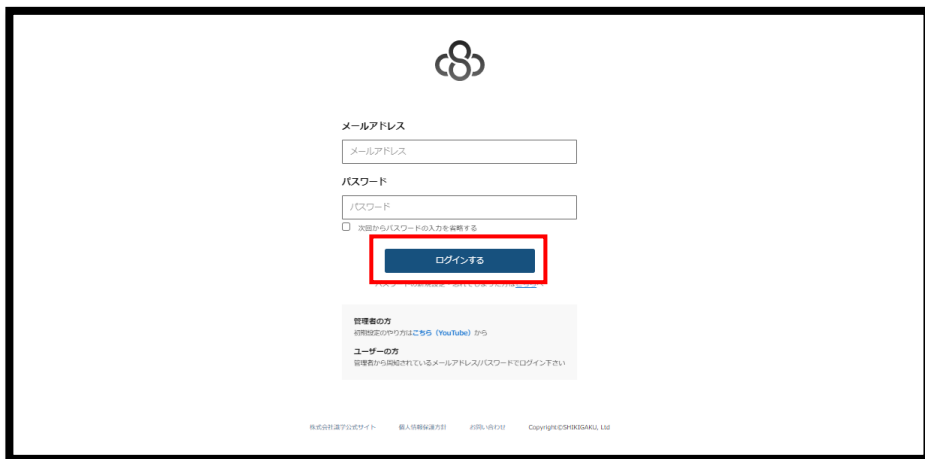 メールアドレス
メールアドレス
パスワード
パスワード
次回からパスワードの入力を省略する
ログインする
管理者の方
初期設定のやり方はこちら（YouTube）から
ユーザーの方
管理者から周知されているメールアドレス/パスワードでログイン下さい
株式会社識学公式サイト 個人情報保護方針 お問い合わせ Copyright©SHIKIGAKU, Ltd